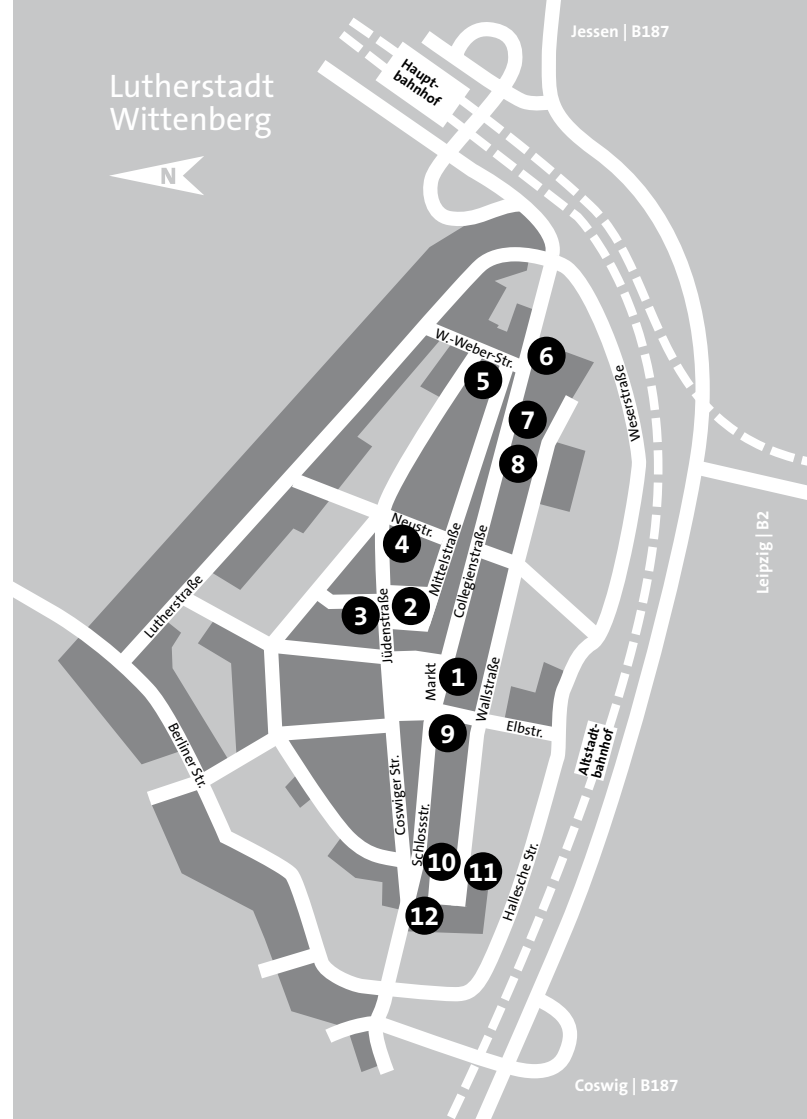 Jessen | B187
Haupt-
bahnhof
Lutherstadt
Wittenberg
N
W.-Weber-Str.
6
5
Weserstraße
7
8
Leipzig | B2
Neustr.
4
Mittelstraße
Collegienstraße
Lutherstraße
3
2
Jüdenstraße
Markt
1
Wallstraße
9
Elbstr.
Altstadt-
bahnhof
Berliner Str.
Coswiger Str.
Schlossstr.
10
11
Hallesche Str.
12
Coswig | B187